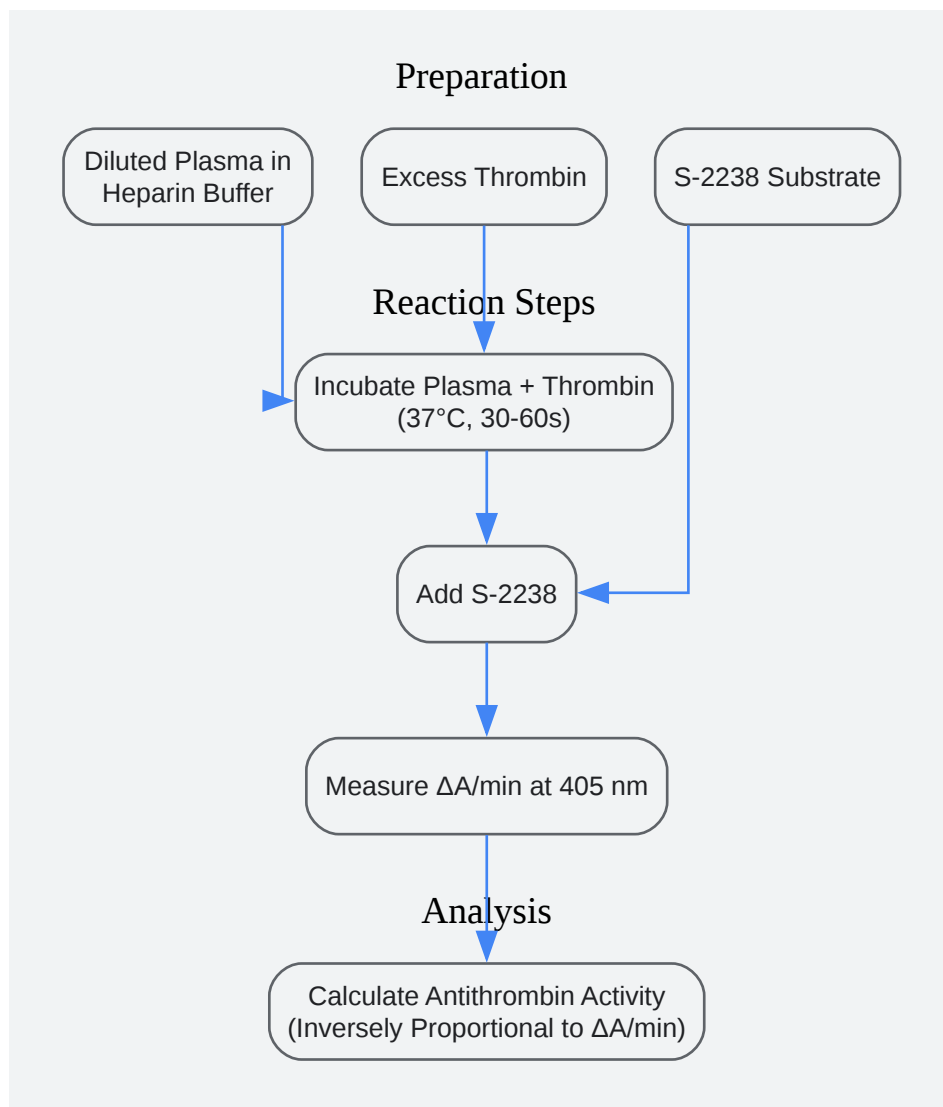 Preparation
Diluted Plasma in
Heparin Buffer
Excess Thrombin
S-2238 Substrate
Reaction Steps
Incubate Plasma + Thrombin
(37°C, 30-60s)
Add S-2238
Measure ΔA/min at 405 nm
Analysis
Calculate Antithrombin Activity
(Inversely Proportional to ΔA/min)